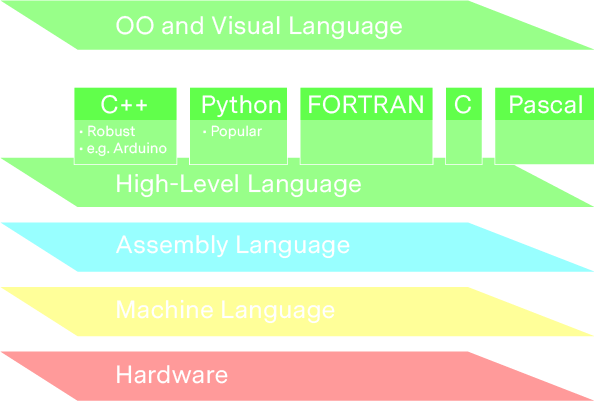 OO and Visual Language
C++
• Robust
• e.g. Arduino
Python
• Popular
FORTRAN
C
Pascal
High-Level Language
Assembly Language
Machine Language
Hardware